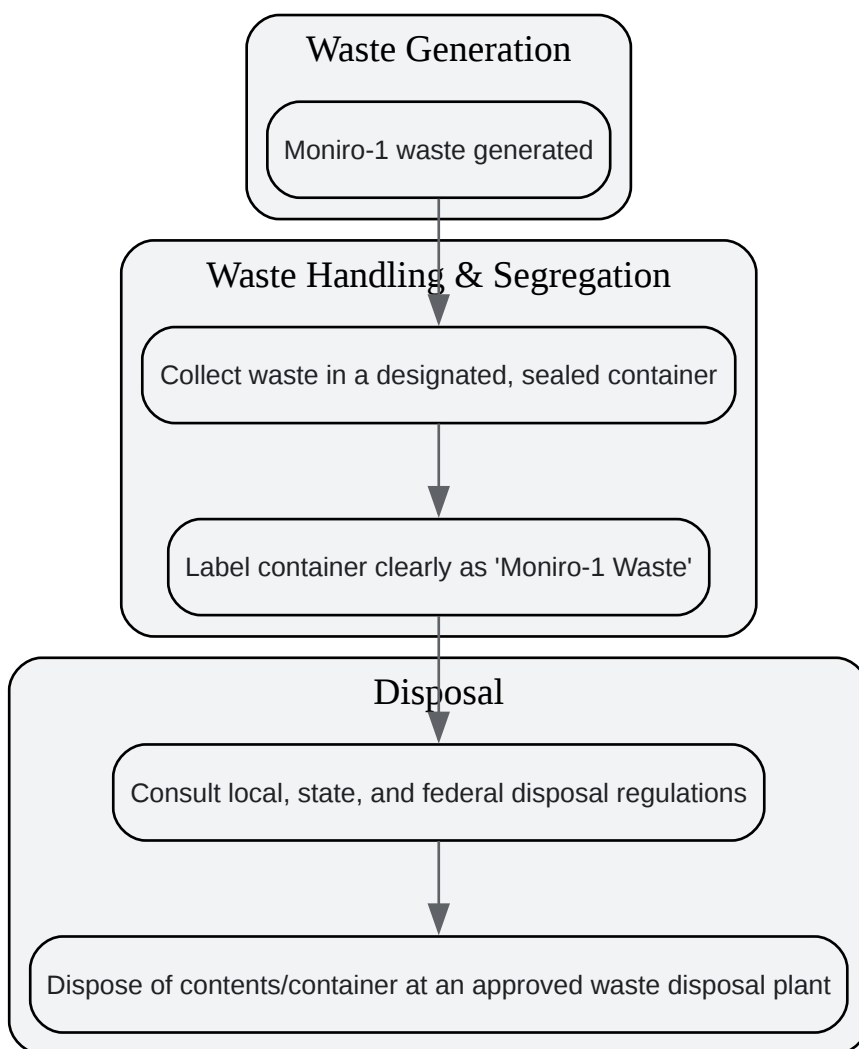 Waste Generation
Moniro-1 waste generated
Waste Handling & Segregation
Collect waste in a designated, sealed container
Label container clearly as 'Moniro-1 Waste'
Disposal
Consult local, state, and federal disposal regulations
Dispose of contents/container at an approved waste disposal plant